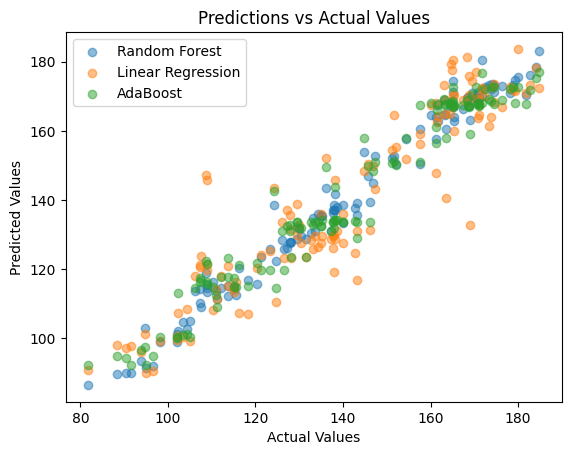 Predictions vs Actual Values
Random Forest
Linear Regression
AdaBoost
Predicted Values
180
160
140
120
100
80
100
120
140
160
180
Actual Values